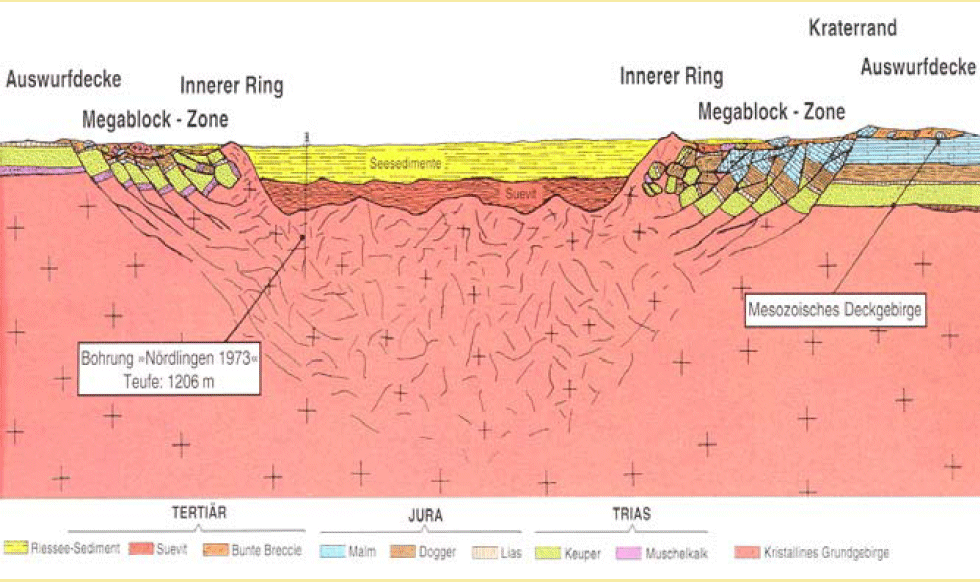 Kraterrand
Auswurfdecke
Innerer Ring
Innerer Ring
Auswurfdecke
Megablock - Zone
Megablock - Zone
Seesedimente
Suevit
Mesozoisches Deckgebirge
Bohrung »Nördlingen 1973«
Teufe: 1206 m
TERTIÄR
JURA
TRIAS
Riessee-Sediment
Suevit
Bunte Breccie
Malm
Dogger
Lias
Keuper
Muschelkalk
Kristallines Grundgebirge